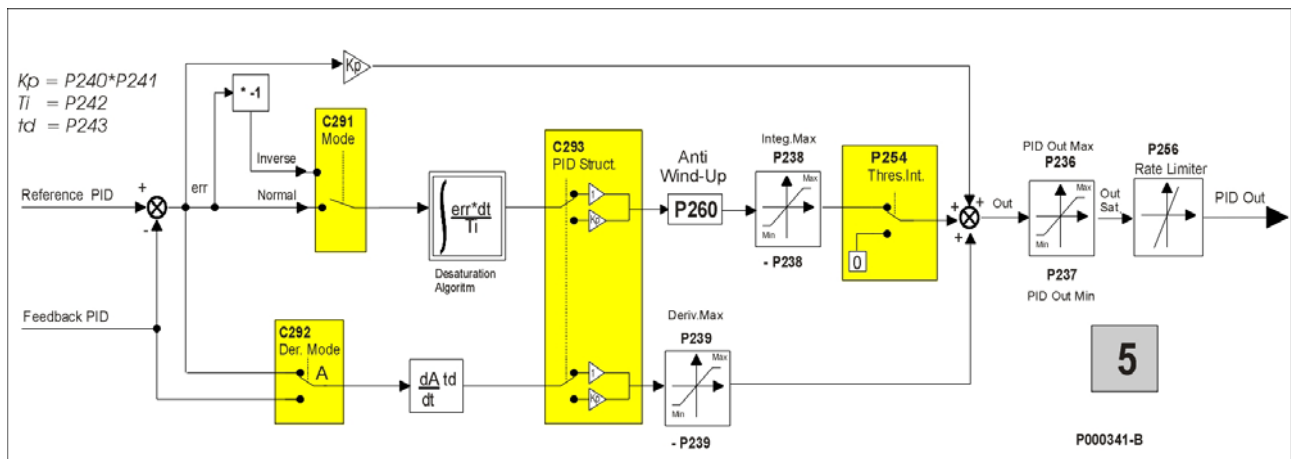 Kp = P240*P241
Ti = P242
td = P243
Kp
* -1
C291
Mode
Inverse
Normal
Reference PID
+
-
err
err*dt
Ti
Desaturation
Algoritm
C293
PID Struct.
1
Kp
Anti
Wind-Up
P260
Integ.Max
P238
Max
Min
- P238
P254
Thres.Int.
0
+
+
+
Out
PID Out Max
P236
Max
Min
P237
PID Out Min
Out
Sat
P256
Rate Limiter
PID Out
Feedback PID
C292
Der. Mode
A
dA
dt
td
1
Kp
Deriv.Max
P239
Max
Min
- P239
5
P000341-B